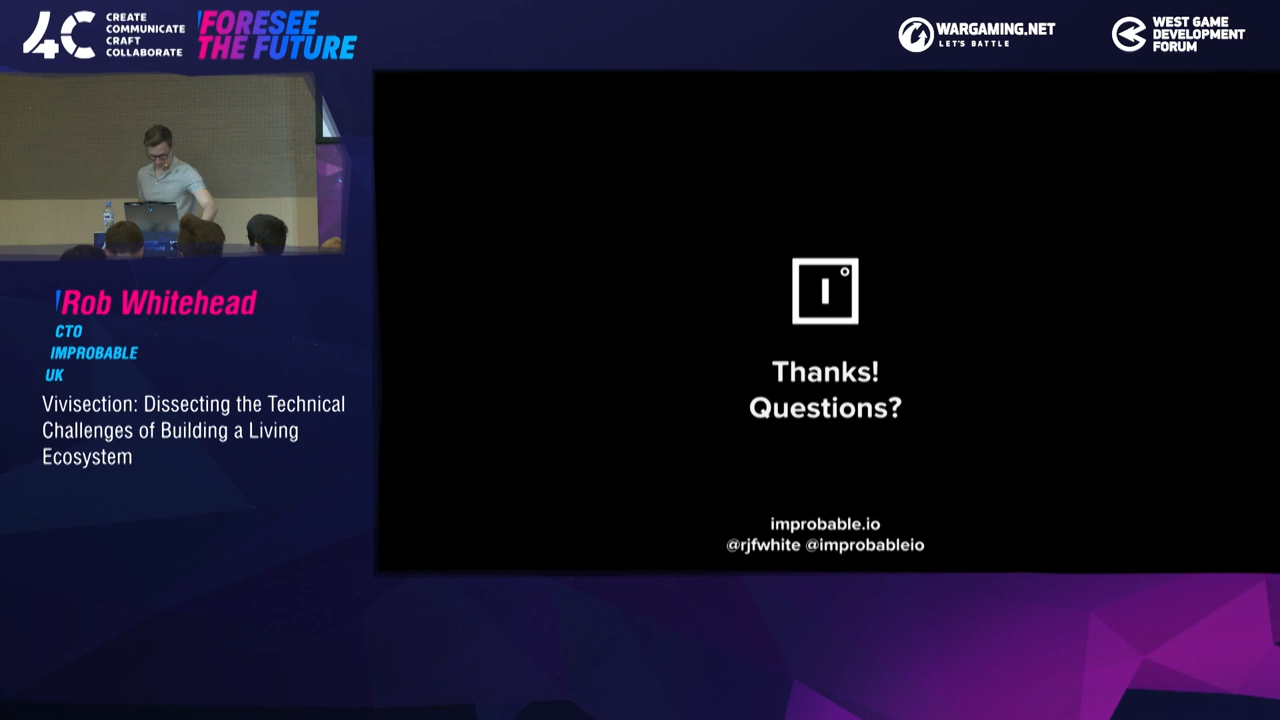 4C
CREATE
COMMUNICATE
CRAFT
COLLABORATE
FORESEE
THE FUTURE
WARGAMING.NET
LET'S BATTLE
WEST GAME
DEVELOPMENT
FORUM
Rob Whitehead
CTO
IMPROBABLE
UK
Vivisection: Dissecting the Technical
Challenges of Building a Living
Ecosystem
Thanks!
Questions?
improbable.io
@rjfwhite @improbableio